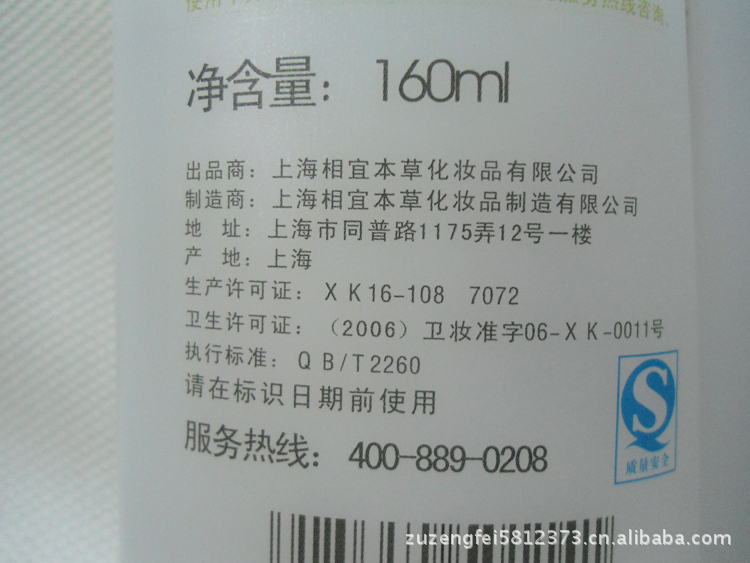 净含量: 160ml
出品商:上海相宜本草化妆品有限公司
制造商:上海相宜本草化妆品制造有限公司
地 址:上海市同普路1175弄12号一楼
产 地:上海
生产许可证: XK16-108 7072
卫生许可证:(2006)卫妆准字06-XK-0011号
执行标准:QB/T2260
请在标识日期前使用
服务热线: 400-889-0208
S
质量安全
zuzengfei5812373.cn.alibaba.com